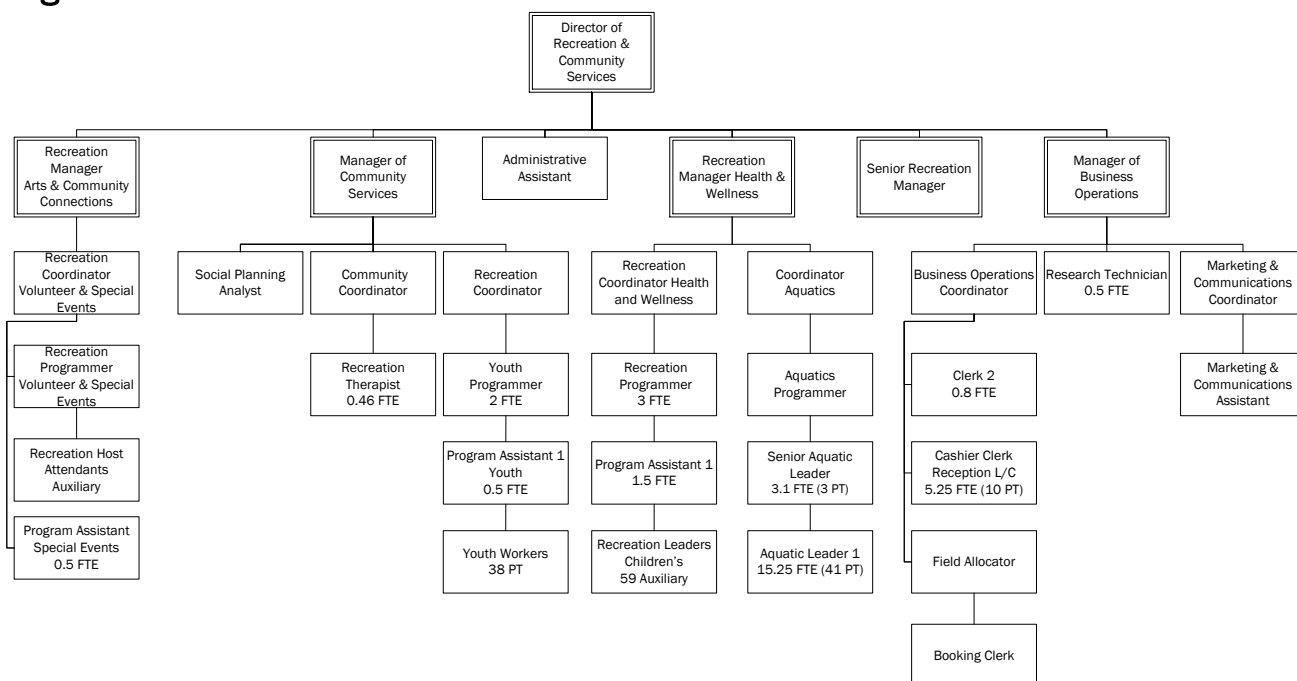 Director of
Recreation &
Community
Services
Recreation
Manager
Arts & Community
Connections
Manager of
Community
Services
Administrative
Assistant
Recreation
Manager Health &
Wellness
Senior Recreation
Manager
Manager of
Business
Operations
Recreation
Coordinator
Volunteer & Special
Events
Social Planning
Analyst
Community
Coordinator
Recreation
Coordinator
Recreation
Coordinator Health
and Wellness
Coordinator
Aquatics
Business Operations
Coordinator
Research Technician
0.5 FTE
Marketing &
Communications
Coordinator
Recreation
Programmer
Volunteer & Special
Events
Recreation
Therapist
0.46 FTE
Youth
Programmer
2 FTE
Recreation
Programmer
3 FTE
Aquatics
Programmer
Clerk 2
0.8 FTE
Marketing &
Communications
Assistant
Recreation Host
Attendants
Auxiliary
Program Assistant 1
Youth
0.5 FTE
Program Assistant 1
1.5 FTE
Senior Aquatic
Leader
3.1 FTE (3 PT)
Cashier Clerk
Reception L/C
5.25 FTE (10 PT)
Program Assistant
Special Events
0.5 FTE
Youth Workers
38 PT
Recreation Leaders
Children's
59 Auxiliary
Aquatic Leader 1
15.25 FTE (41 PT)
Field Allocator
Booking Clerk